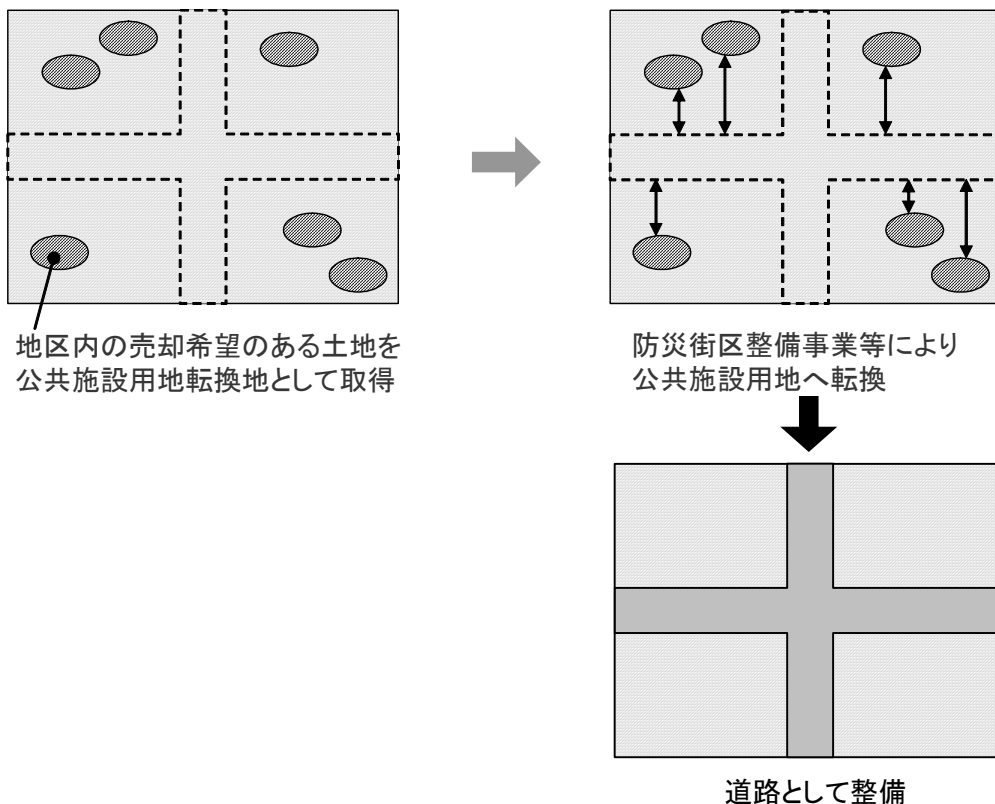 地区内の売却希望のある土地を
公共施設用地転換地として取得
防災街区整備事業等により
公共施設用地へ転換
道路として整備